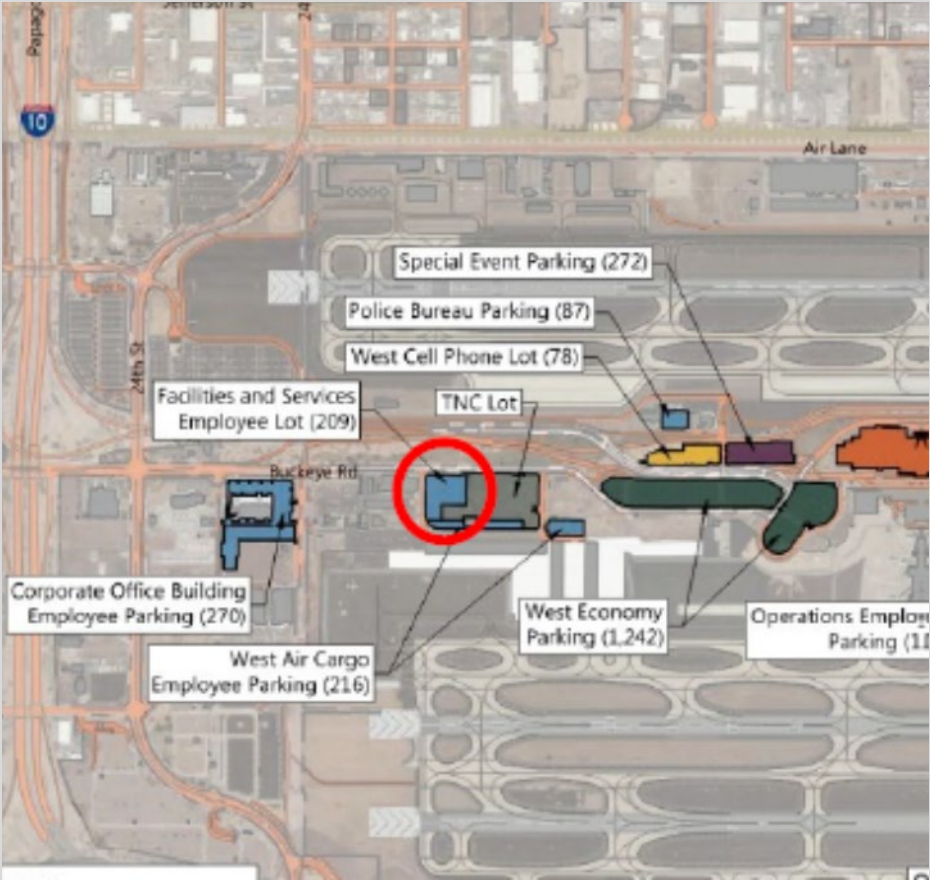 Jefferson St
Papago
24
10
Air Lane
Special Event Parking (272)
Police Bureau Parking (87)
West Cell Phone Lot (78)
24th St
Facilities and Services
Employee Lot (209)
TNC Lot
Buckeye Rd
Corporate Office Building
Employee Parking (270)
West Economy
Parking (1,242)
Operations
Parking
West Air Cargo
Employee Parking (216)